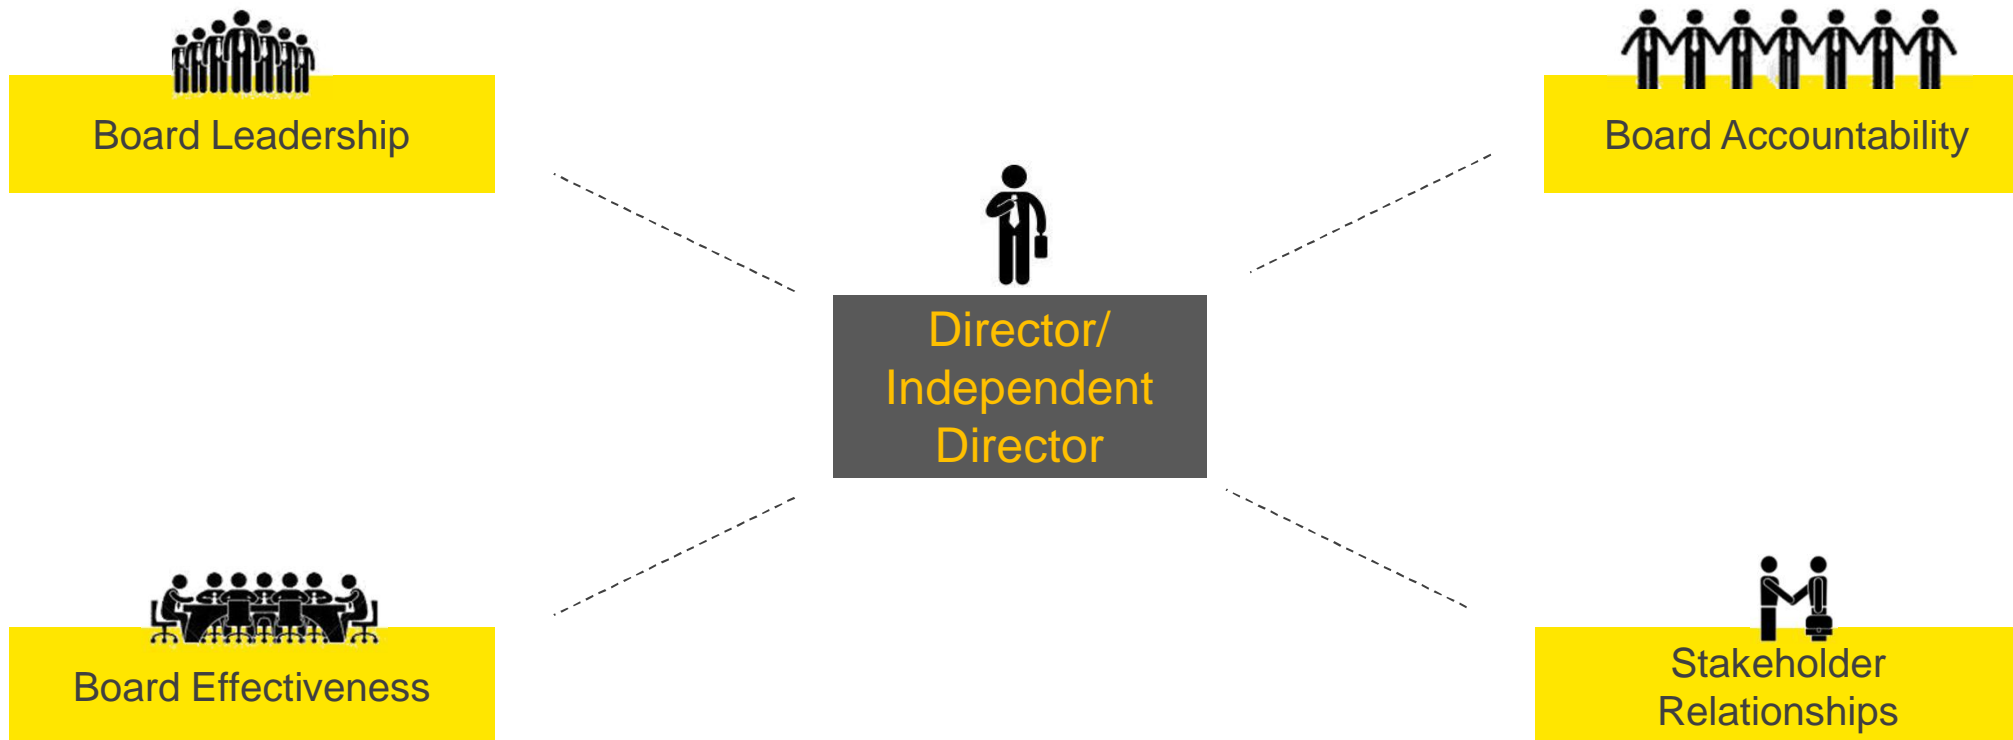 Board Leadership
Board Accountability
Director/
Independent
Director
Board Effectiveness
Stakeholder
Relationships